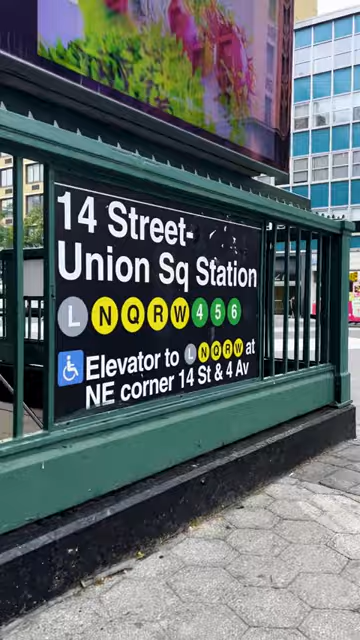 14 Street-
Union Sq Station
L N Q R W 4 5 6
Elevator to L N Q R W at
NE corner 14 St & 4 Av